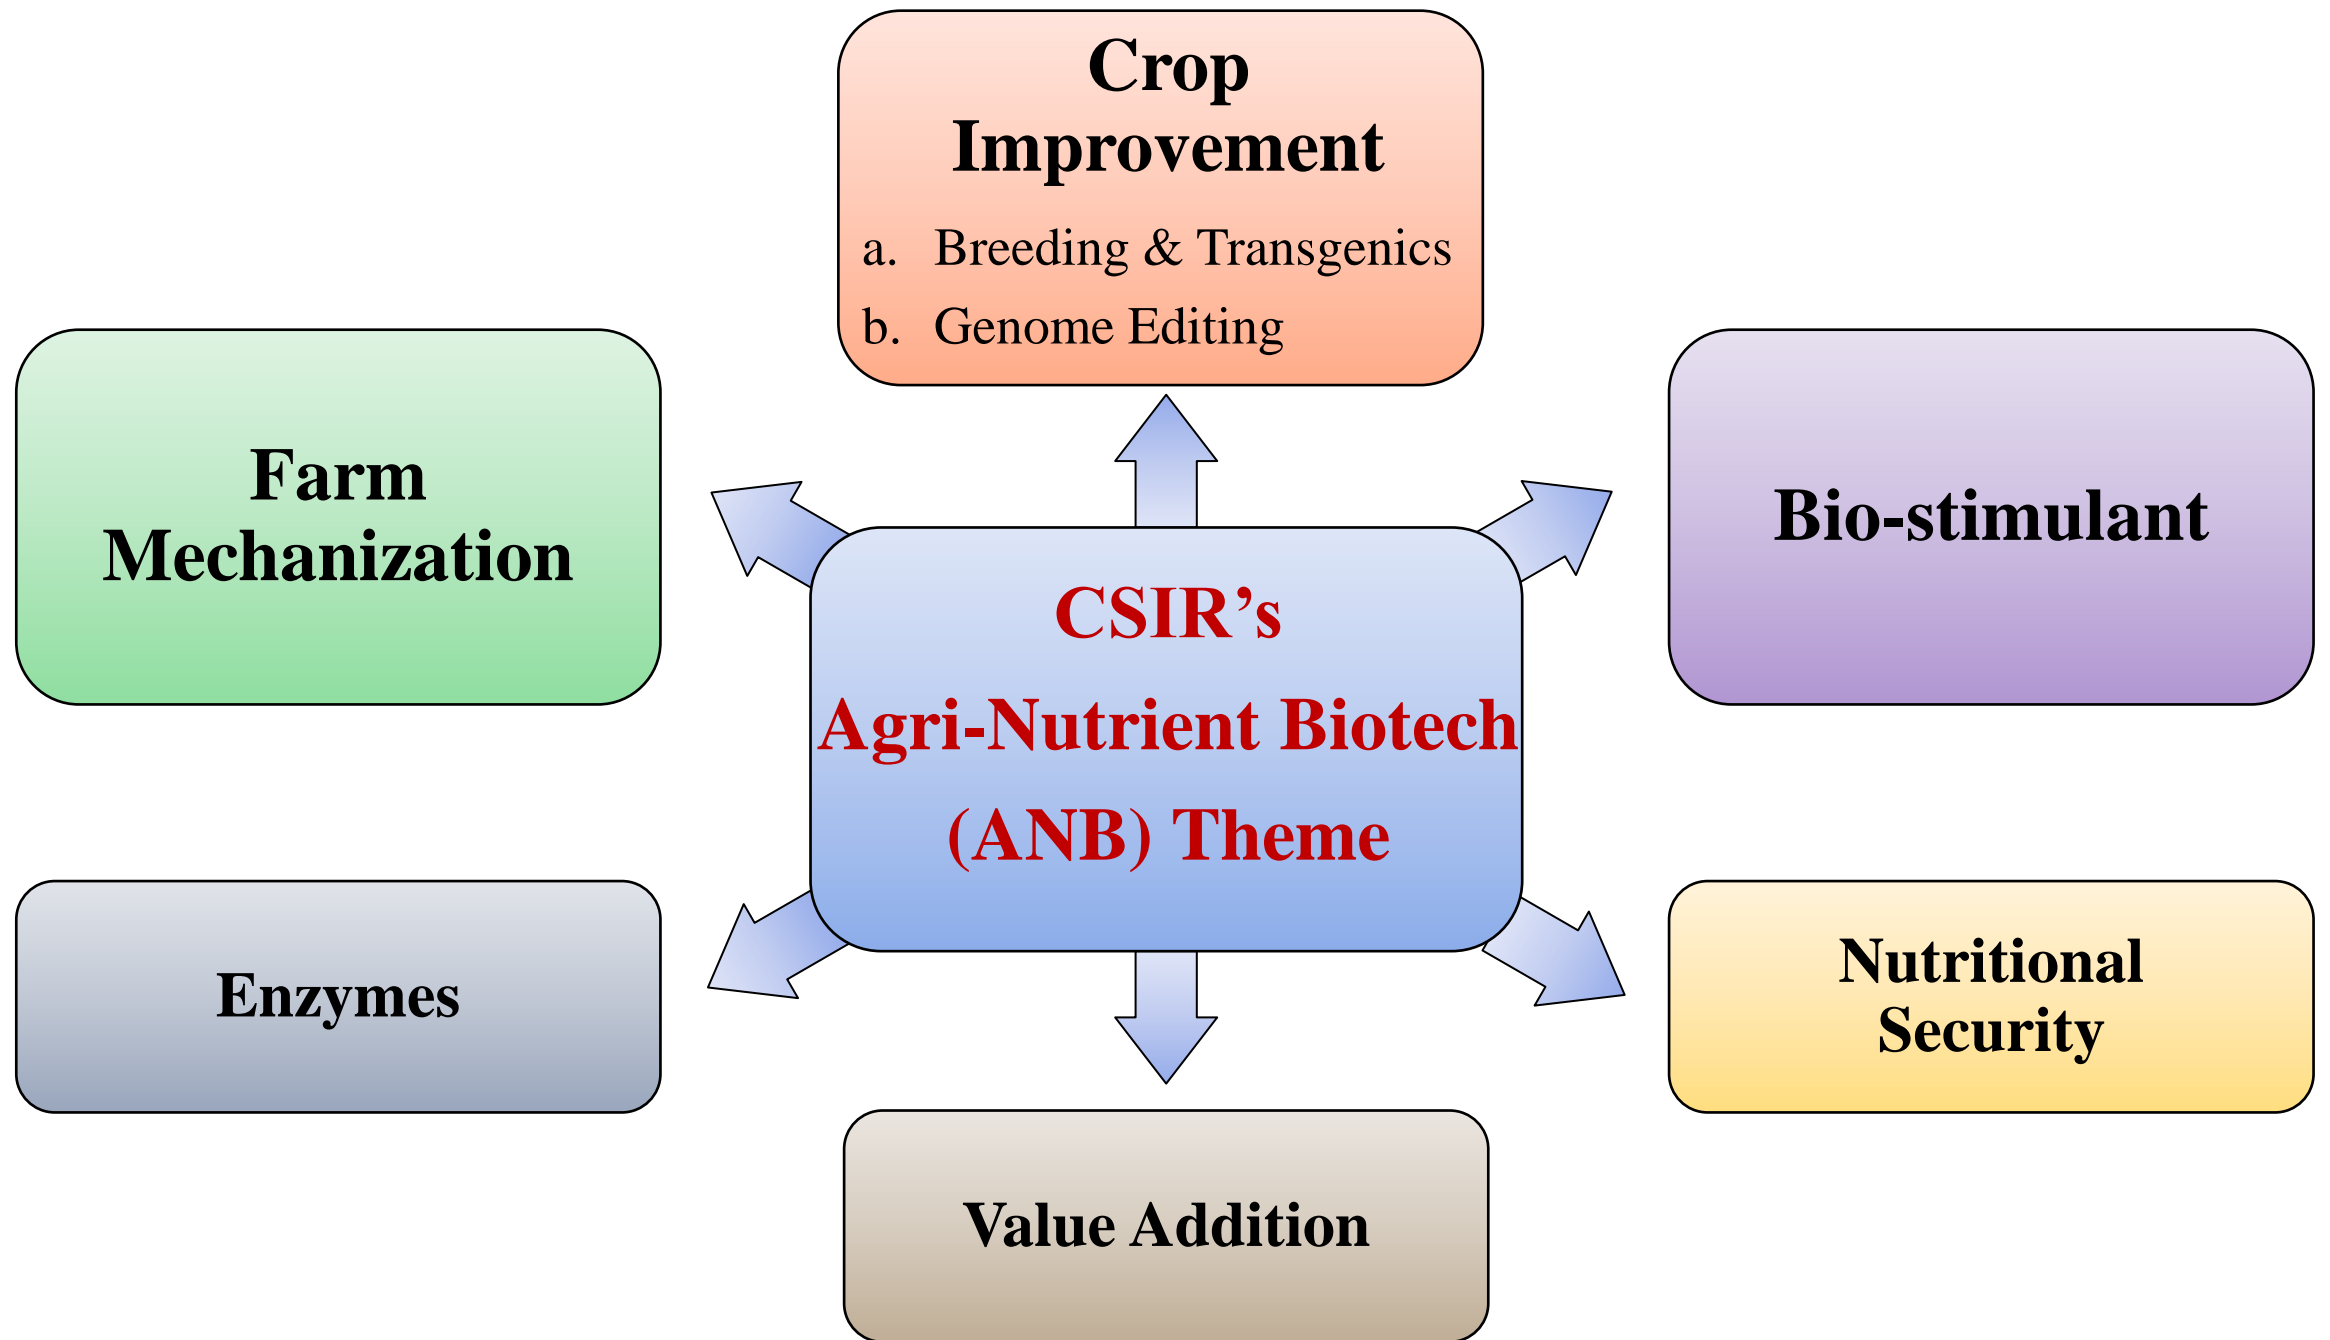 Crop
Improvement
a. Breeding & Transgenics
b. Genome Editing
Farm
Mechanization
Bio-stimulant
CSIR’s
Agri-Nutrient Biotech
(ANB) Theme
Enzymes
Nutritional
Security
Value Addition